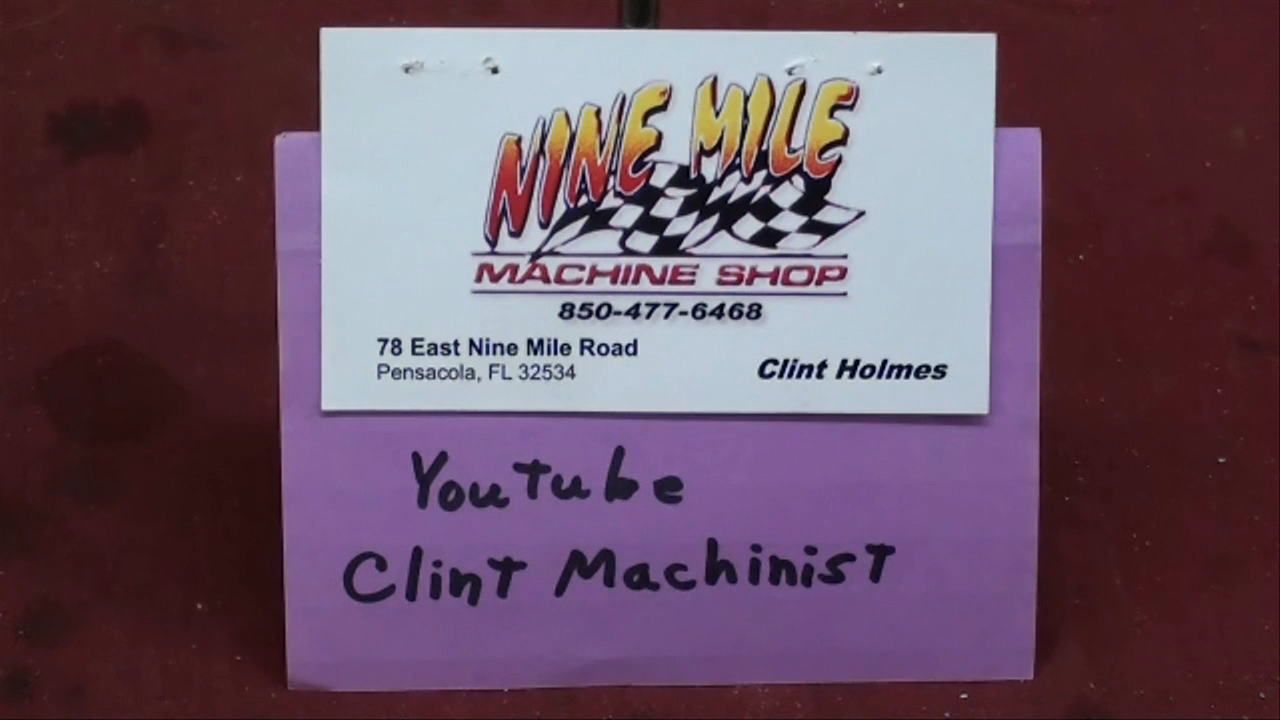 NINE MILE
MACHINE SHOP
850-477-6468
78 East Nine Mile Road
Pensacola, FL 32534
Clint Holmes
Youtube
Clint Machinist